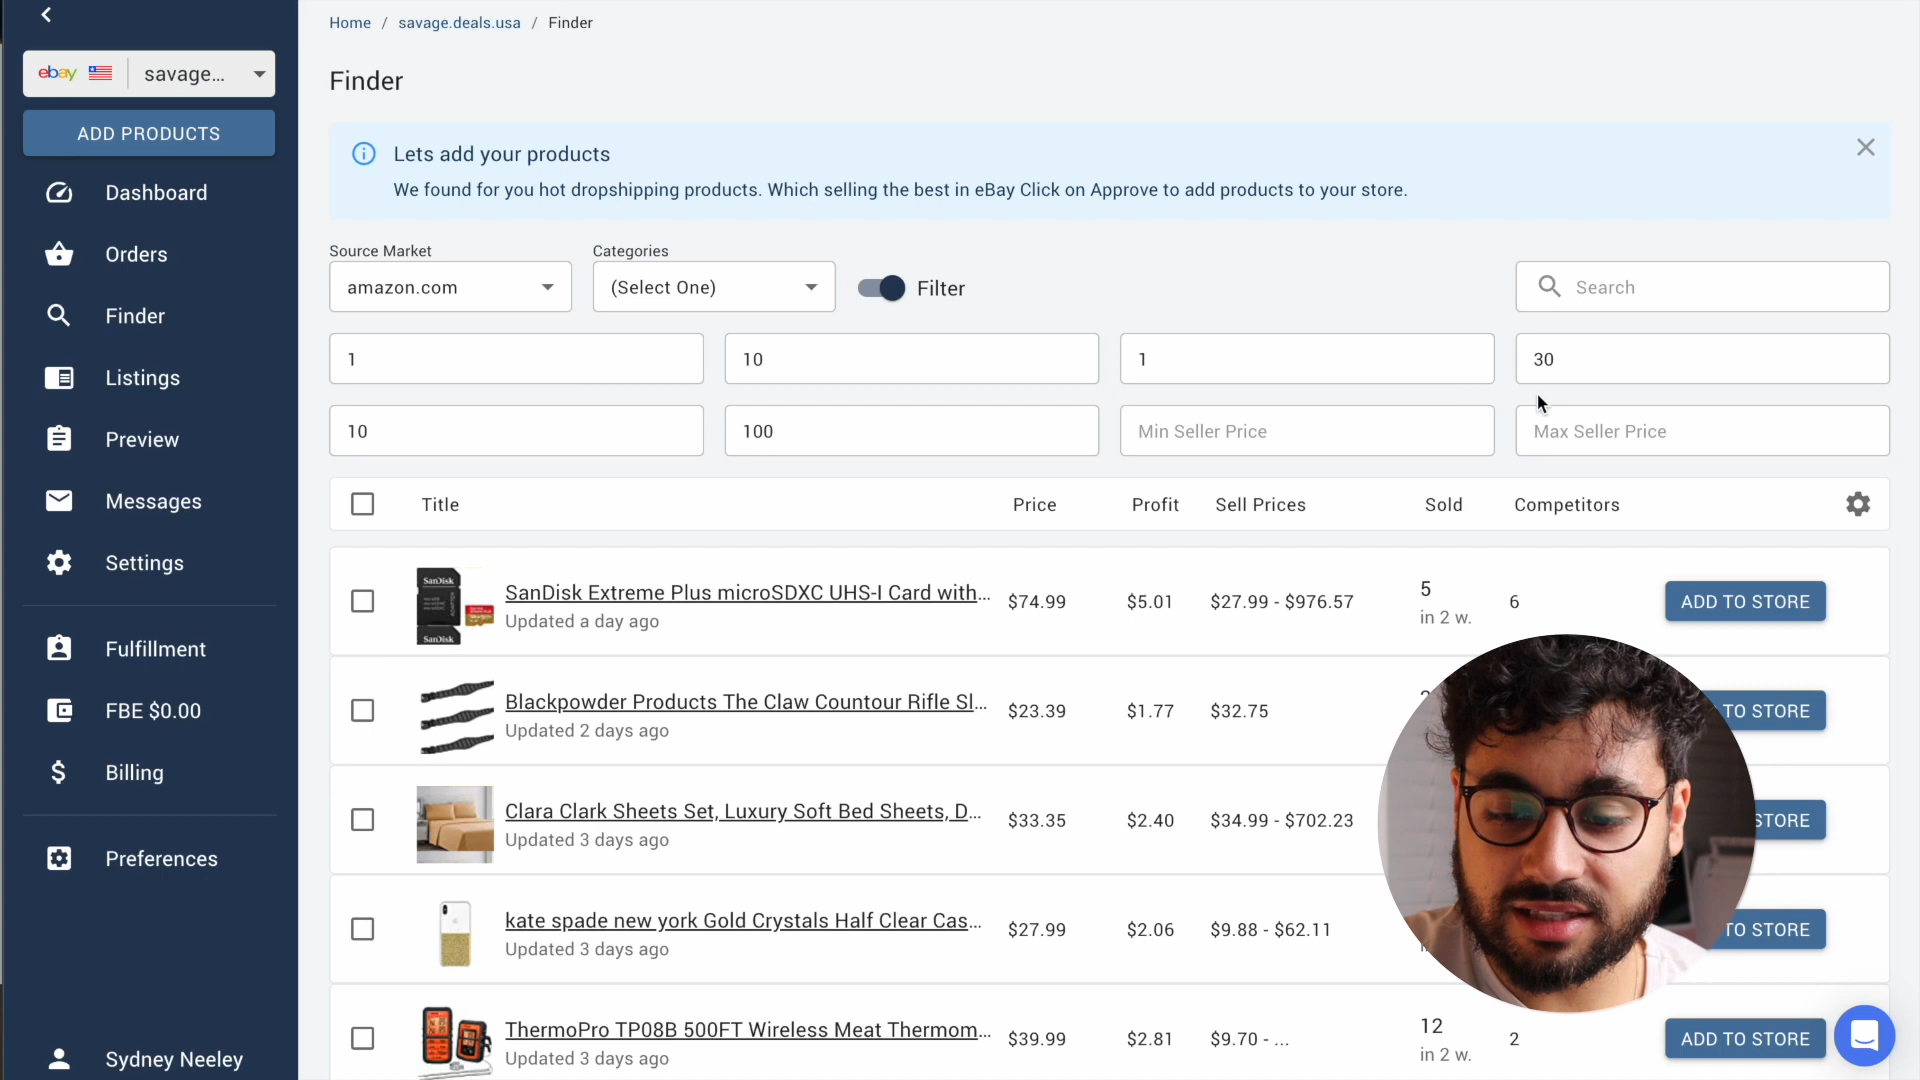 Home / savage.deals.usa / Finder
ebay savage...
ADD PRODUCTS
Dashboard
Orders
Finder
Listings
Preview
Messages
Settings
Fulfillment
FBE $0.00
Billing
Preferences
Sydney Neeley
Finder
Lets add your products
We found for you hot dropshipping products. Which selling the best in eBay Click on Approve to add products to your store.
Source Market Categories
amazon.com (Select One) Filter Search
1 10 1 30
10 100 Min Seller Price Max Seller Price
Title Price Profit Sell Prices Sold Competitors
SanDisk Extreme Plus microSDXC UHS-I Card with... $74.99 $5.01 $27.99 - $976.57 5 6 ADD TO STORE
Updated a day ago in 2 w.
Blackpowder Products The Claw Countour Rifle Sl... $23.39 $1.77 $32.75 TO STORE
Updated 2 days ago
Clara Clark Sheets Set, Luxury Soft Bed Sheets, D... $33.35 $2.40 $34.99 - $702.23 STORE
Updated 3 days ago
kate spade new york Gold Crystals Half Clear Cas... $27.99 $2.06 $9.88 - $62.11 TO STORE
Updated 3 days ago
ThermoPro TP08B 500FT Wireless Meat Thermom... $39.99 $2.81 $9.70 - ... 12 2 ADD TO STORE
Updated 3 days ago in 2 w.